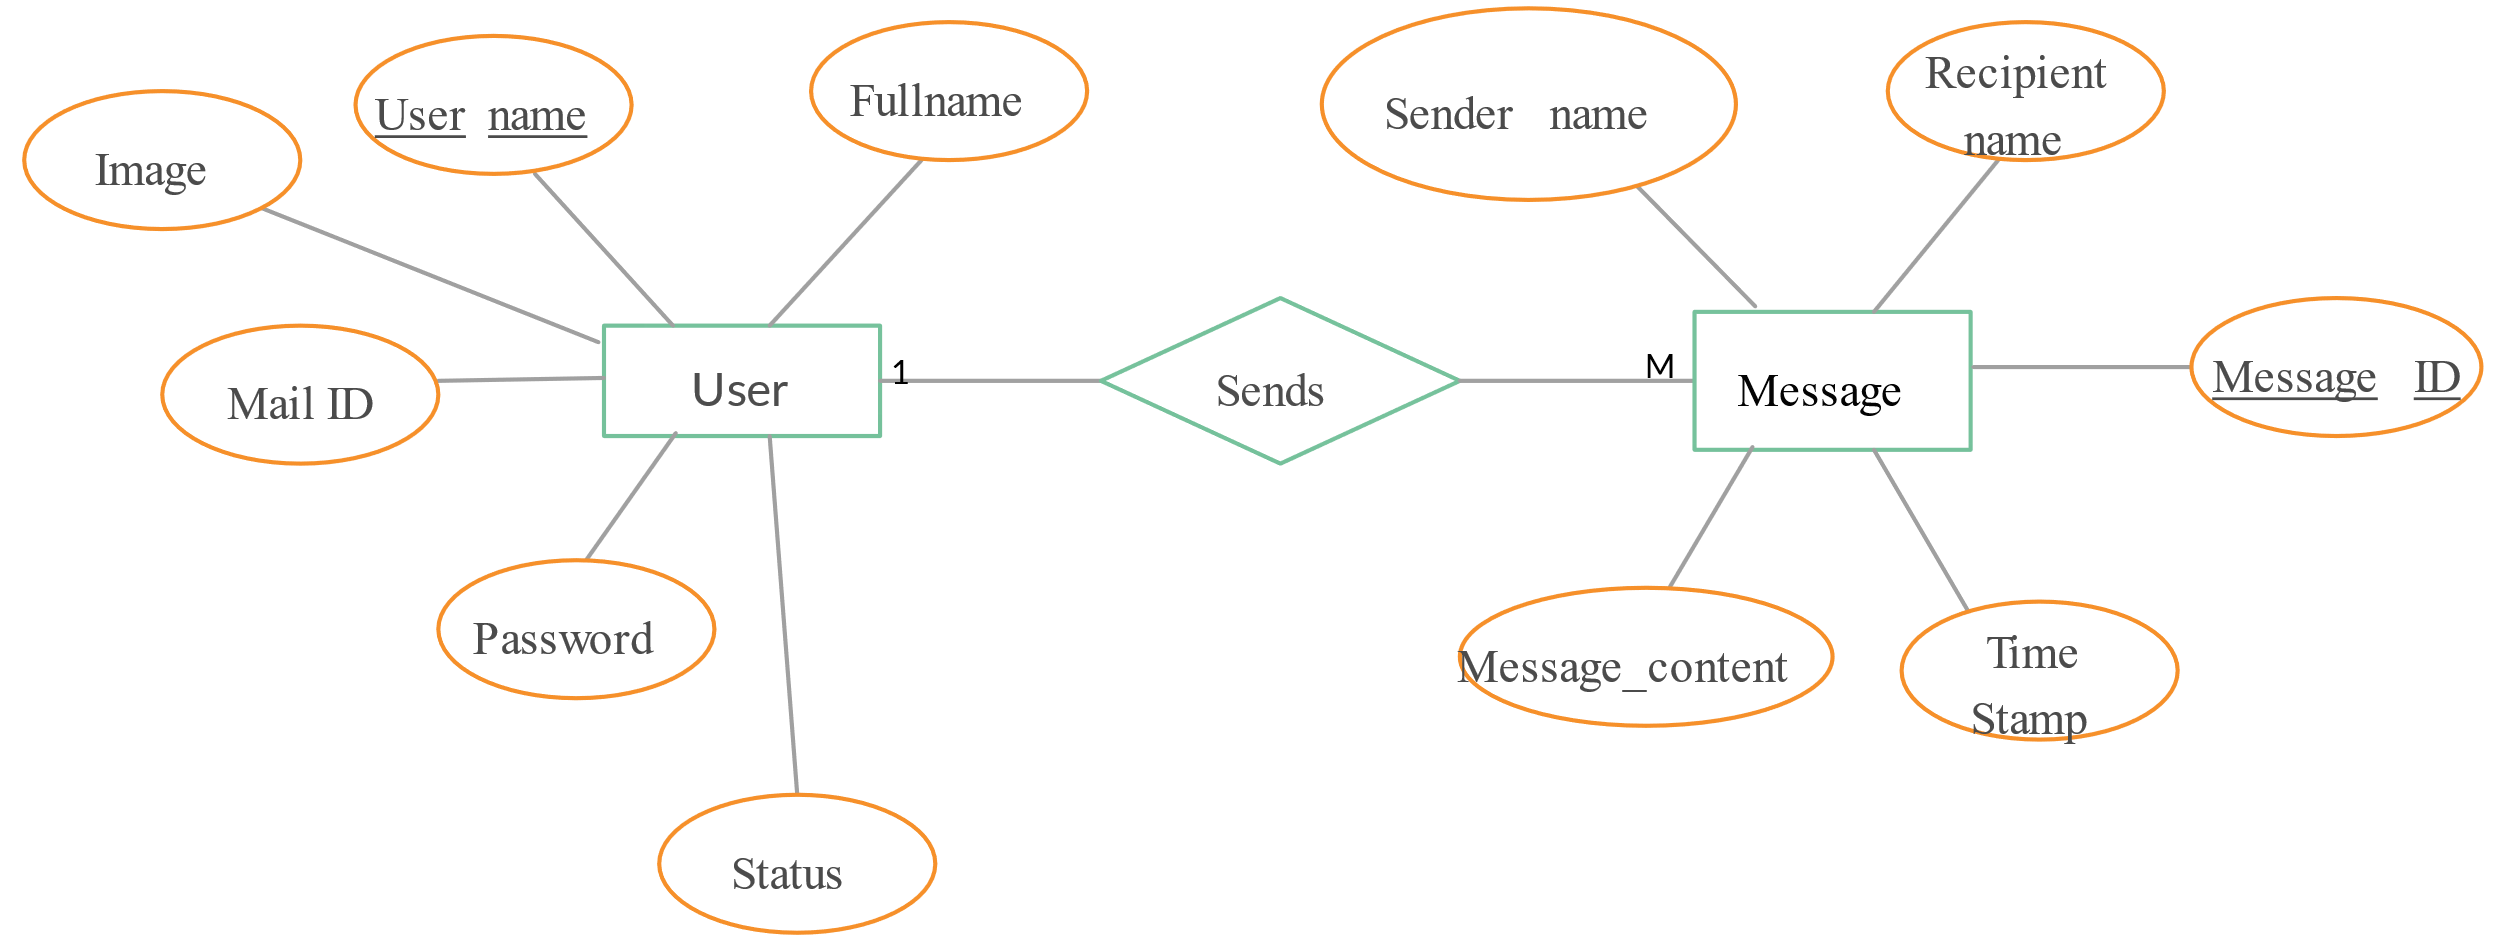 Image
User name
Fullname
Sender name
Recipient
name
Mail ID
User
1
Sends
M
Message
Message ID
Password
Message_content
Time
Stamp
Status